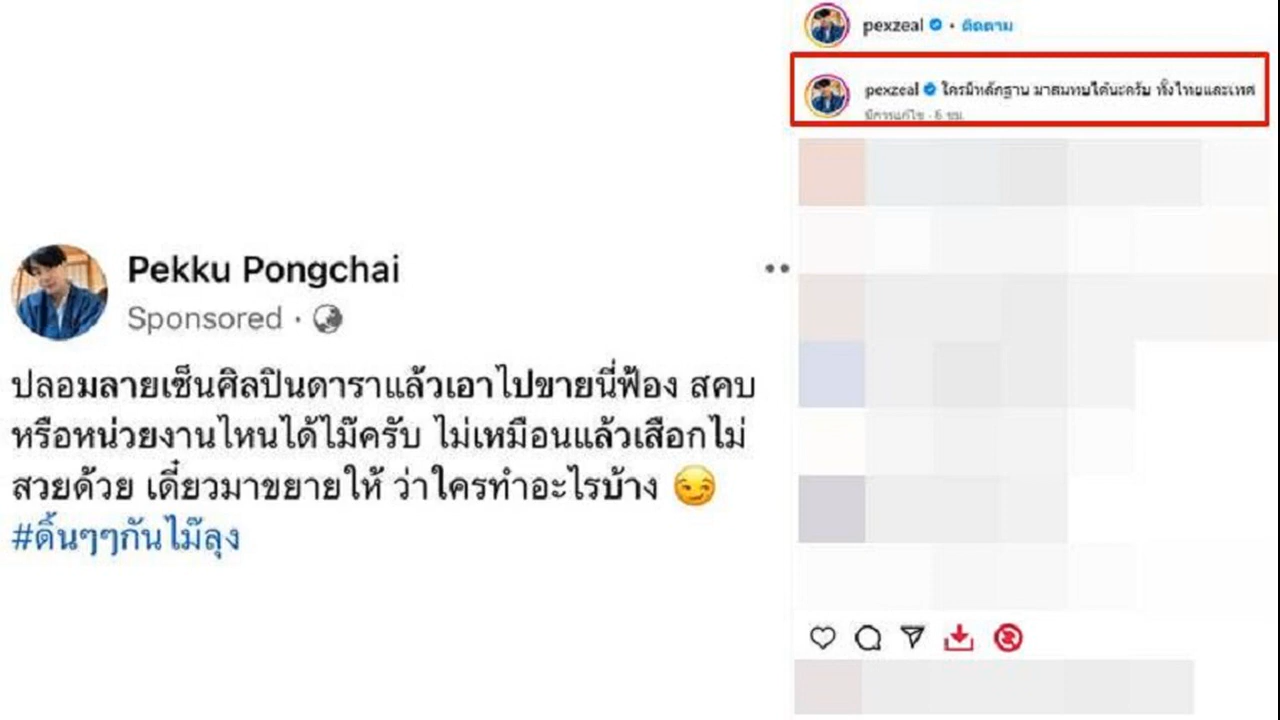 Pekku Pongchai
Sponsored ·
ปลอมลายเซ็นศิลปินดาราแล้วเอาไปขายนี่ฟ้อง สคบ
หรือหน่วยงานไหนได้ไม๊ครับ ไม่เหมือนแล้วเสือกไม่
สวยด้วย เดี๋ยวมาขยายให้ ว่าใครทำอะไรบ้าง 😏
#ดิ้นๆๆกันไม๊ลุง
pexzeal • ติดตาม
pexzeal ใครมีหลักฐาน มาสมทบได้นะครับ ทั้งไทยและเทศ
มีการแก้ไข · 6 ชม.